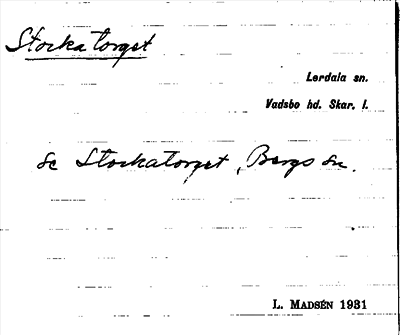 Storkatorget
Lerdala sn.
Vadsbo hd. Skar. l.
Se Storkatorget, Bergs sn.
L. MADSÉN 1931